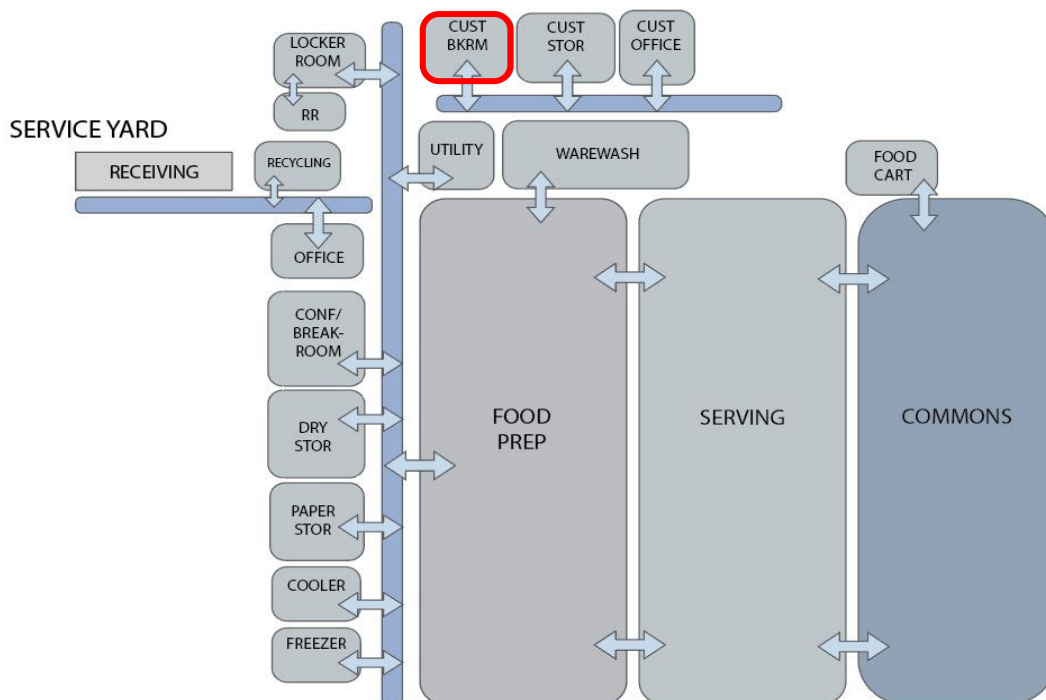 LOCKER
ROOM
CUST
BKRM
CUST
STOR
CUST
OFFICE
RR
SERVICE YARD
RECEIVING
RECYCLING
UTILITY
WAREWASH
FOOD
CART
OFFICE
CONF/
BREAK-
ROOM
DRY
STOR
FOOD
PREP
SERVING
COMMONS
PAPER
STOR
COOLER
FREEZER